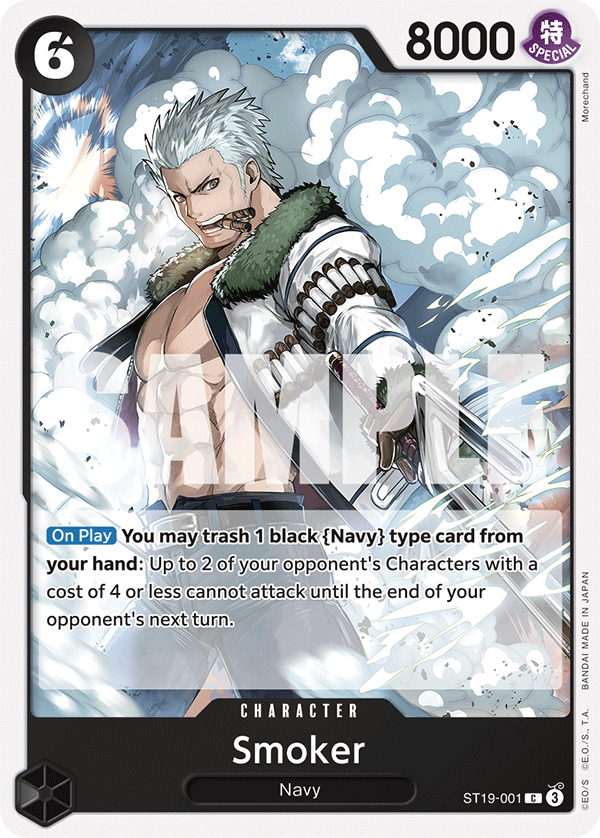 6
8000
特
SPECIAL
Morechand
SAMPLE
On Play You may trash 1 black {Navy} type card from
your hand: Up to 2 of your opponent's Characters with a
cost of 4 or less cannot attack until the end of your
opponent's next turn.
CHARACTER
Smoker
Navy
ST19-001 C 3
©EO/S ©E.O./S., T.A. BANDAI MADE IN JAPAN